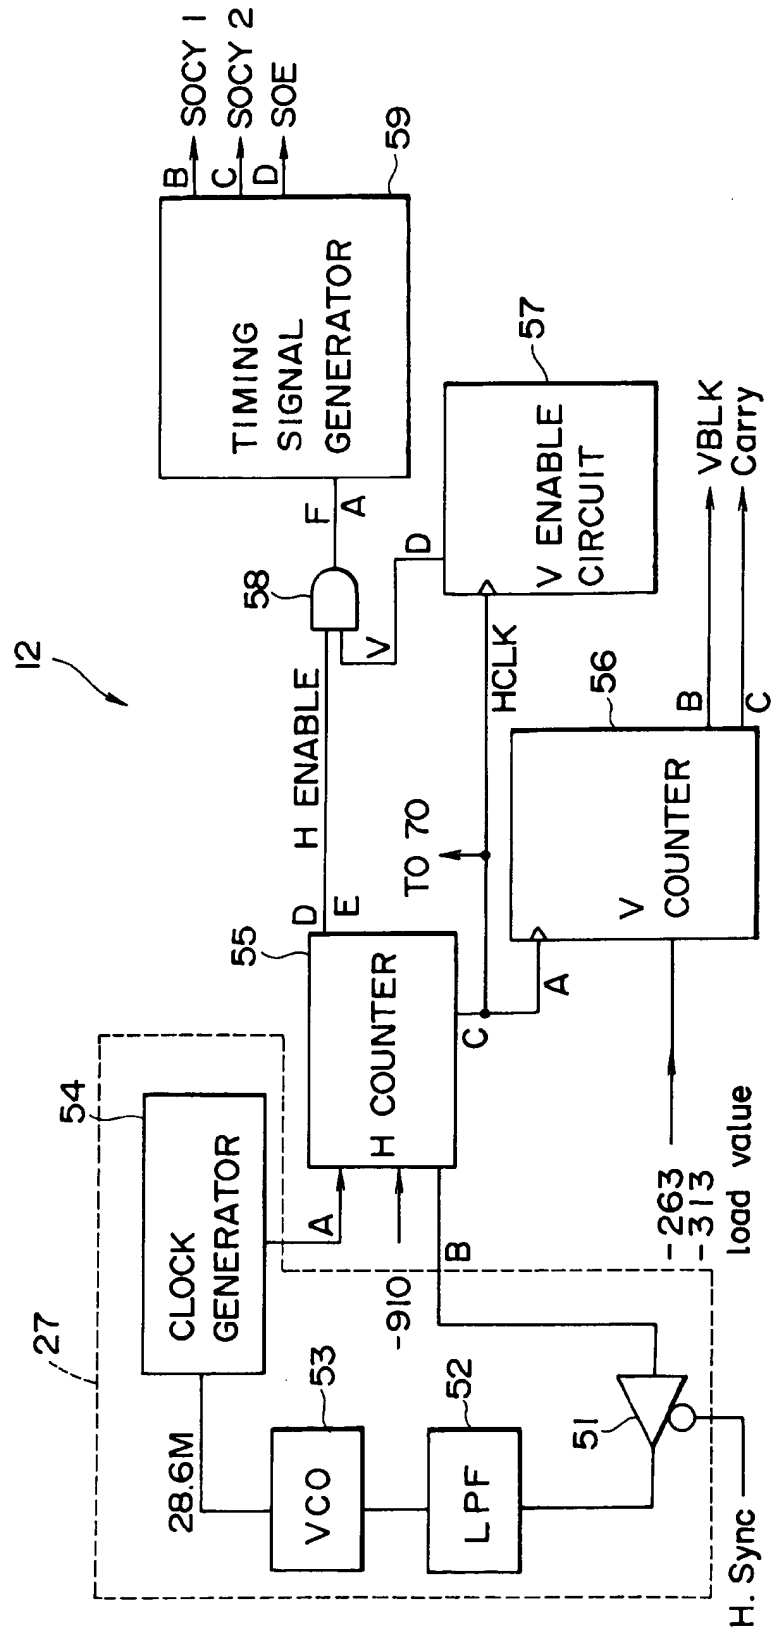 12
27
54
CLOCK
GENERATOR
28.6M
53
VCO
52
LPF
51
H. Sync
A
-910
B
55
H COUNTER
D
E
C
H ENABLE
TO 70
A
-263
-313
load value
56
V
COUNTER
B
C
VBLK
Carry
HCLK
57
V ENABLE
CIRCUIT
D
V
58
F
A
59
TIMING
SIGNAL
GENERATOR
B
SOCY 1
C
SOCY 2
D
SOE